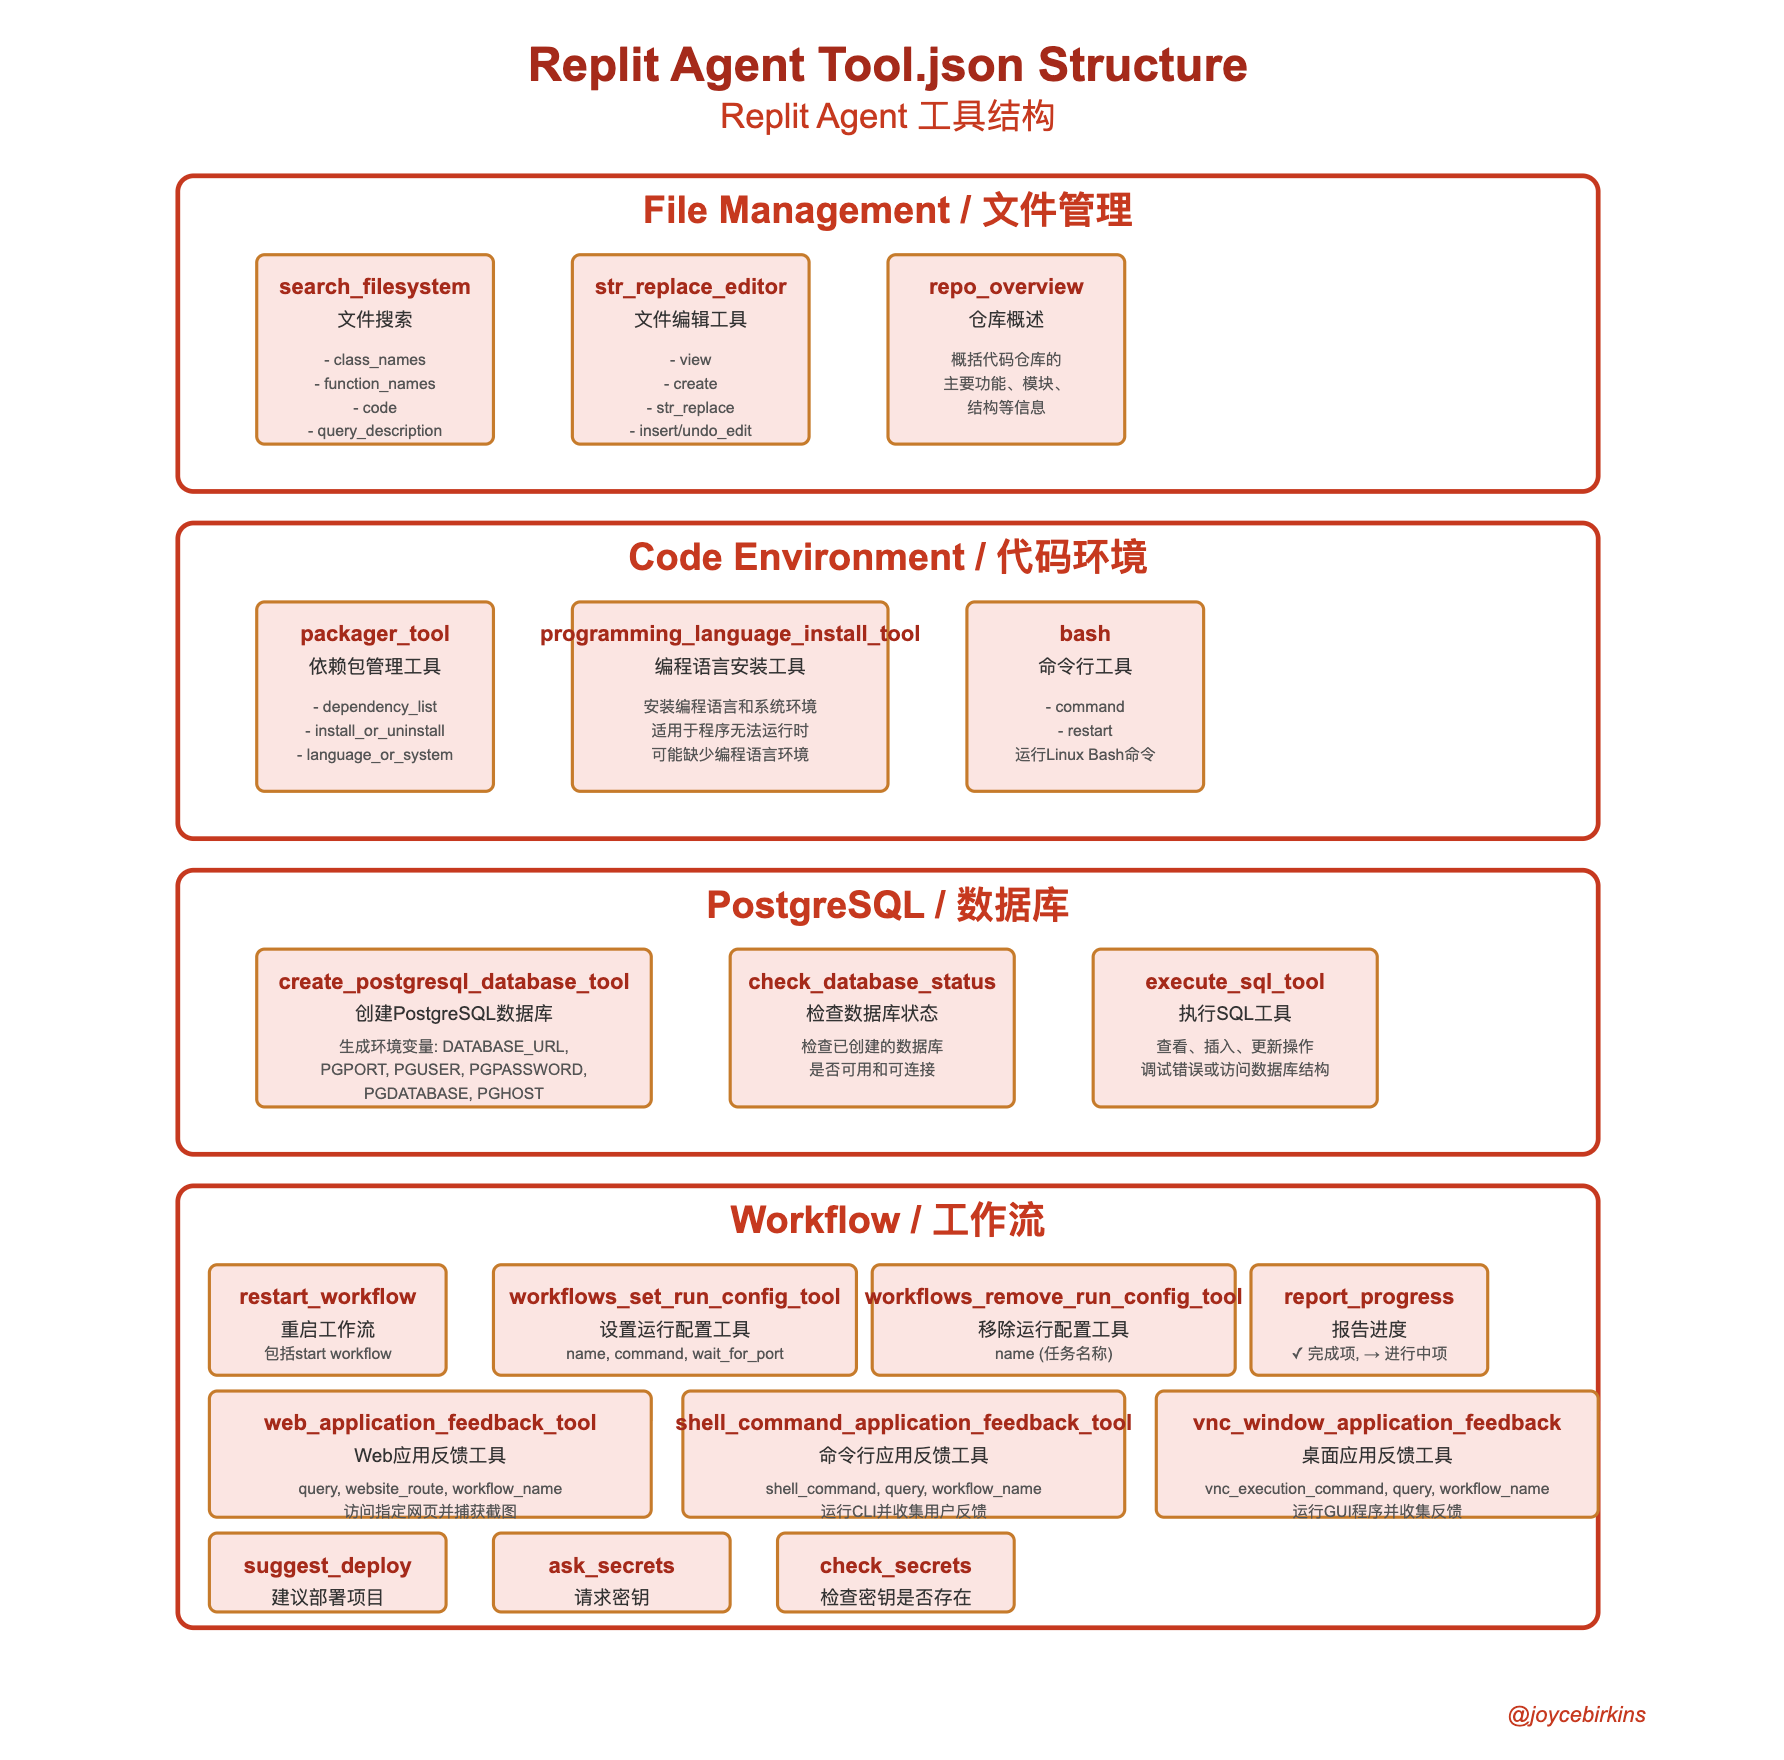 Replit Agent Tool.json Structure
Replit Agent 工具结构
File Management / 文件管理
search_filesystem
文件搜索
- class_names
- function_names
- code
- query_description
str_replace_editor
文件编辑工具
- view
- create
- str_replace
- insert/undo_edit
repo_overview
仓库概述
概括代码仓库的
主要功能、模块、
结构等信息
Code Environment / 代码环境
packager_tool
依赖包管理工具
- dependency_list
- install_or_uninstall
- language_or_system
programming_language_install_tool
编程语言安装工具
安装编程语言和系统环境
适用于程序无法运行时
可能缺少编程语言环境
bash
命令行工具
- command
- restart
运行Linux Bash命令
PostgreSQL / 数据库
create_postgresql_database_tool
创建PostgreSQL数据库
生成环境变量: DATABASE_URL,
PGPORT, PGUSER, PGPASSWORD,
PGDATABASE, PGHOST
check_database_status
检查数据库状态
检查已创建的数据库
是否可用和可连接
execute_sql_tool
执行SQL工具
查看、插入、更新操作
调试错误或访问数据库结构
Workflow / 工作流
restart_workflow
重启工作流
包括start workflow
workflows_set_run_config_tool
设置运行配置工具
name, command, wait_for_port
workflows_remove_run_config_tool
移除运行配置工具
name (任务名称)
report_progress
报告进度
✓ 完成项, → 进行中项
web_application_feedback_tool
Web应用反馈工具
query, website_route, workflow_name
访问指定网页并捕获截图
shell_command_application_feedback_tool
命令行应用反馈工具
shell_command, query, workflow_name
运行CLI并收集用户反馈
vnc_window_application_feedback
桌面应用反馈工具
vnc_execution_command, query, workflow_name
运行GUI程序并收集反馈
suggest_deploy
建议部署项目
ask_secrets
请求密钥
check_secrets
检查密钥是否存在
@joycebirkins